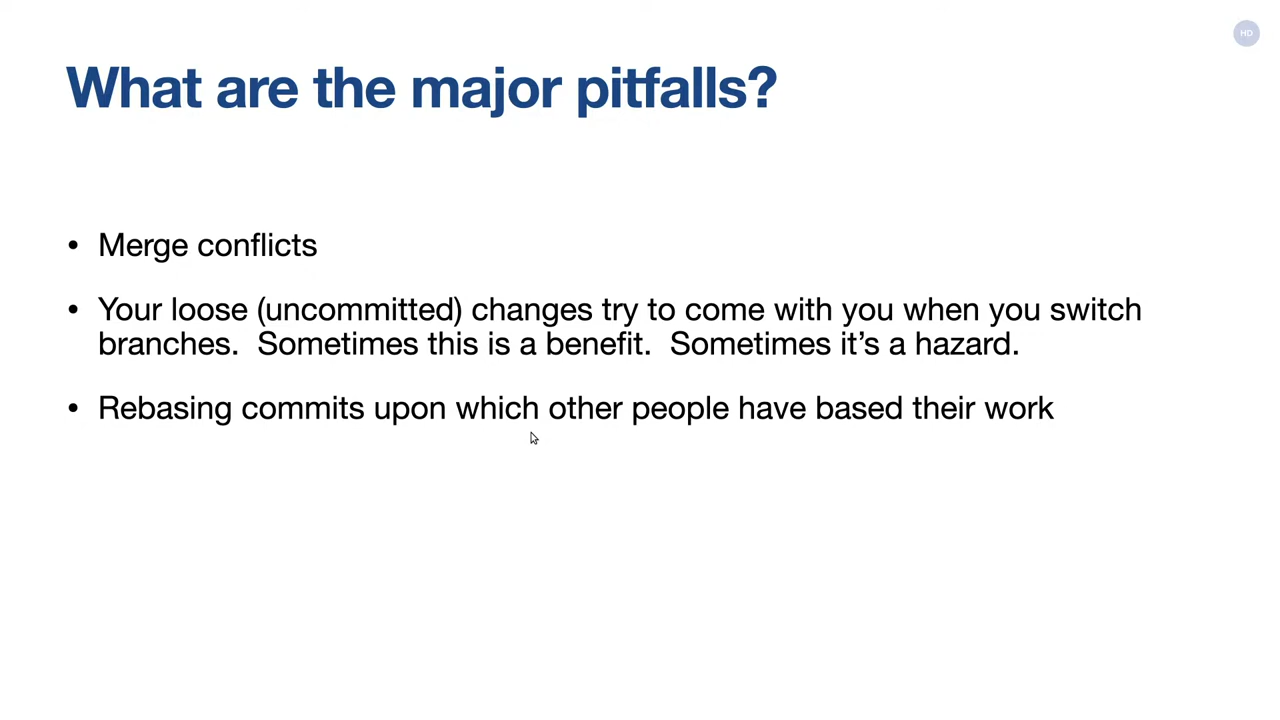 HD
What are the major pitfalls?
• Merge conflicts
• Your loose (uncommitted) changes try to come with you when you switch
branches.  Sometimes this is a benefit.  Sometimes it’s a hazard.
• Rebasing commits upon which other people have based their work